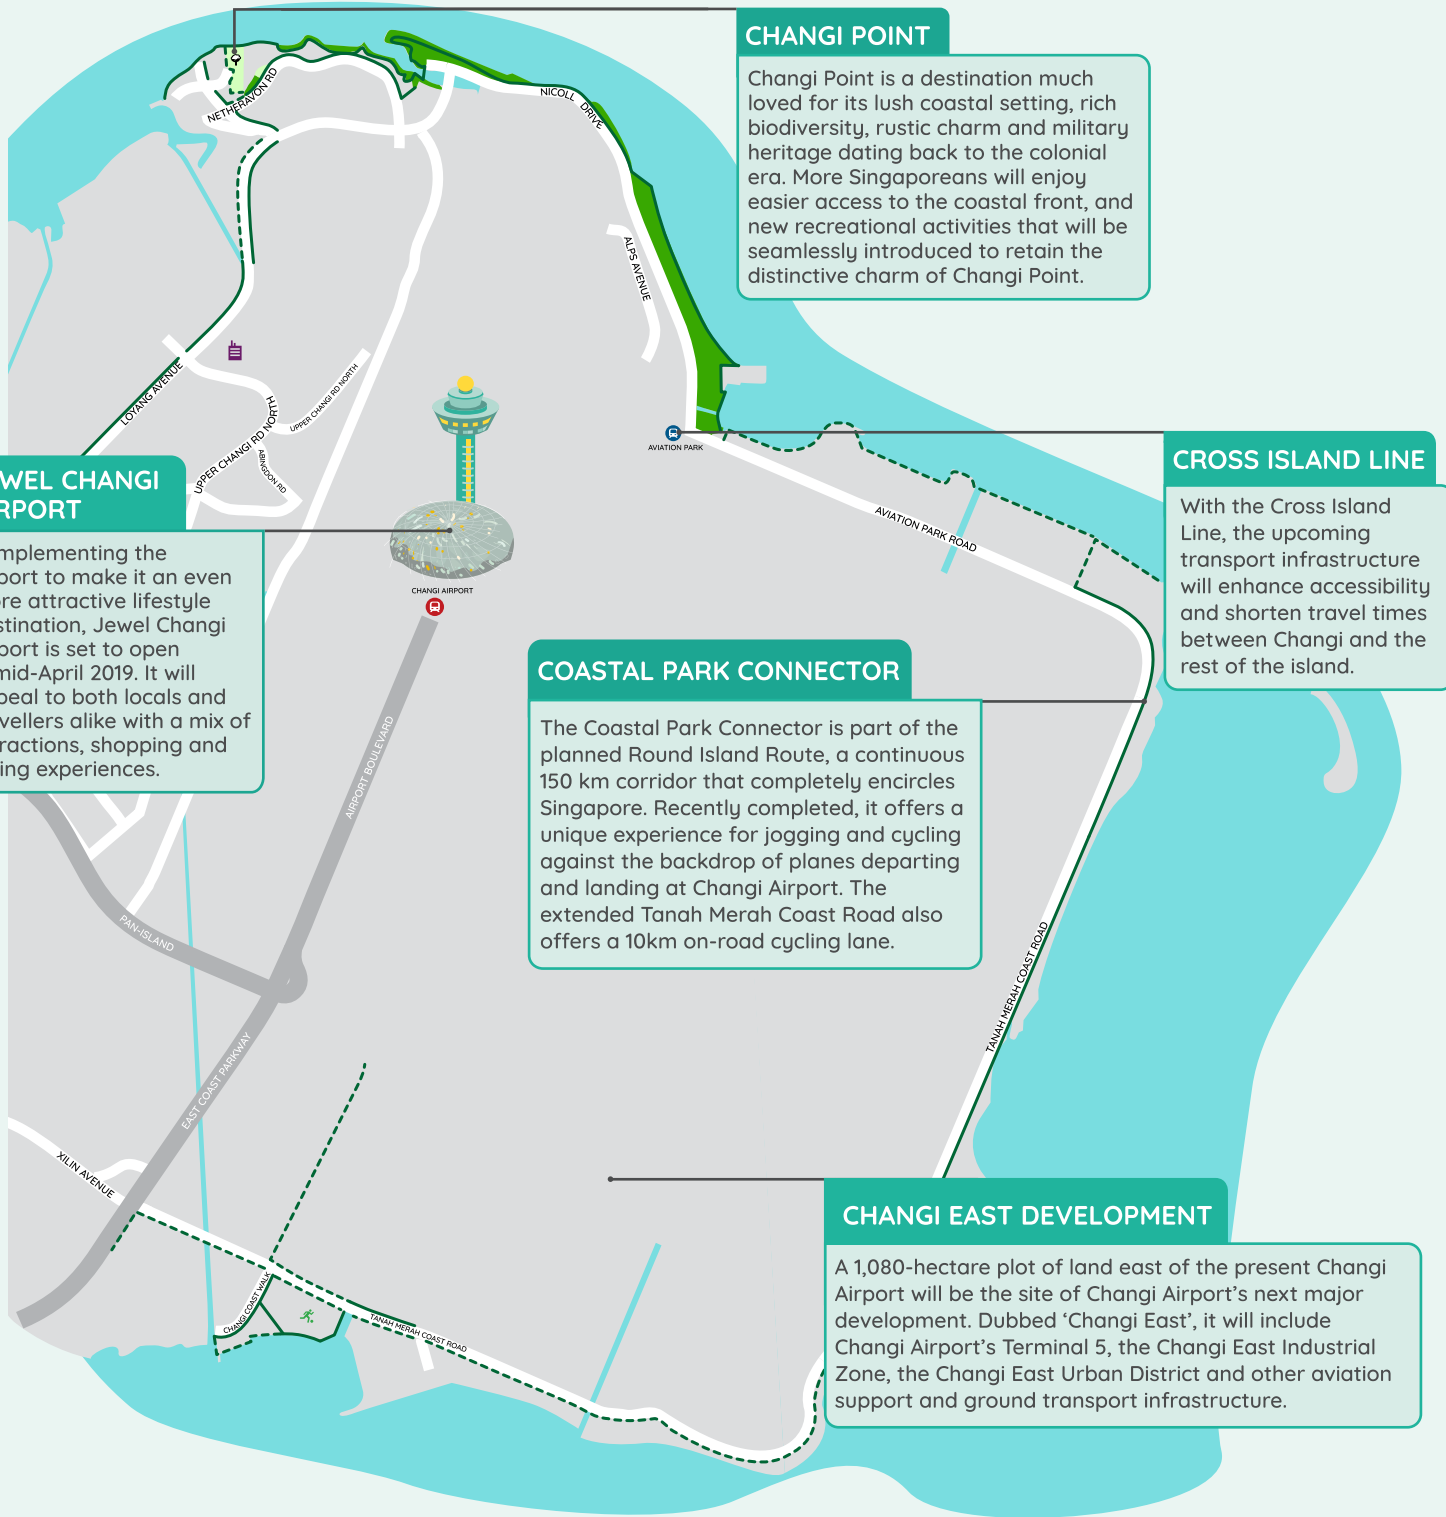 CHANGI POINT
Changi Point is a destination much
loved for its lush coastal setting, rich
biodiversity, rustic charm and military
heritage dating back to the colonial
era. More Singaporeans will enjoy
easier access to the coastal front, and
new recreational activities that will be
seamlessly introduced to retain the
distinctive charm of Changi Point.
NETHERAVON RD
NICOLL DRIVE
ALPS AVENUE
LOYANG AVENUE
UPPER CHANGI RD NORTH
UPPER CHANGI RD NORTH
ABINGDON RD
AVIATION PARK
AVIATION PARK ROAD
CROSS ISLAND LINE
With the Cross Island
Line, the upcoming
transport infrastructure
will enhance accessibility
and shorten travel times
between Changi and the
rest of the island.
WEL CHANGI
RPORT
mplementing the
port to make it an even
re attractive lifestyle
stination, Jewel Changi
port is set to open
mid-April 2019. It will
peal to both locals and
vellers alike with a mix of
ractions, shopping and
ing experiences.
CHANGI AIRPORT
COASTAL PARK CONNECTOR
The Coastal Park Connector is part of the
planned Round Island Route, a continuous
150 km corridor that completely encircles
Singapore. Recently completed, it offers a
unique experience for jogging and cycling
against the backdrop of planes departing
and landing at Changi Airport. The
extended Tanah Merah Coast Road also
offers a 10km on-road cycling lane.
AIRPORT BOULEVARD
PAN-ISLAND
EAST COAST PARKWAY
TANAH MERAH COAST ROAD
XILIN AVENUE
CHANGI COAST WALK
TANAH MERAH COAST ROAD
CHANGI EAST DEVELOPMENT
A 1,080-hectare plot of land east of the present Changi
Airport will be the site of Changi Airport’s next major
development. Dubbed ‘Changi East’, it will include
Changi Airport’s Terminal 5, the Changi East Industrial
Zone, the Changi East Urban District and other aviation
support and ground transport infrastructure.